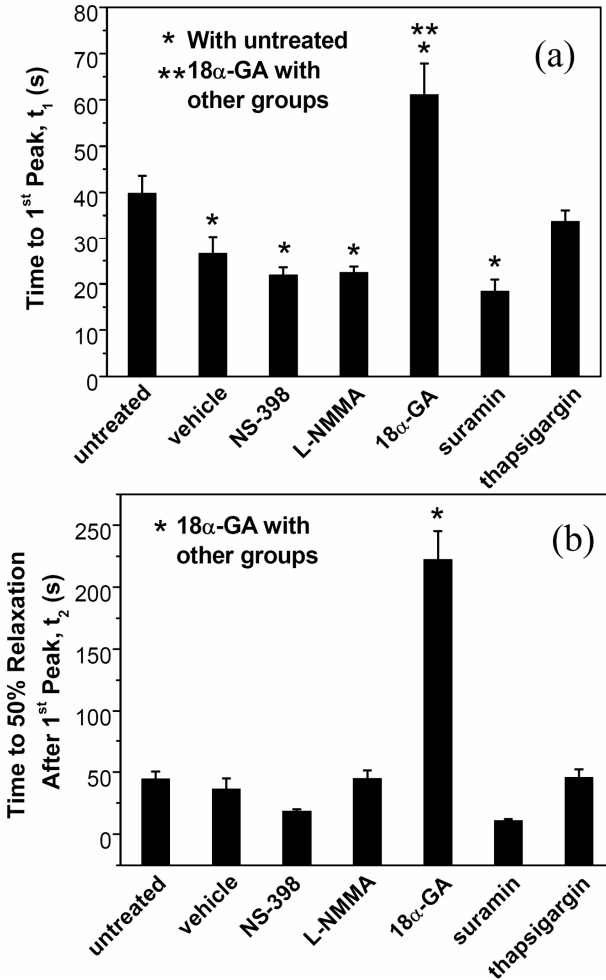 80
70
60
50
40
30
20
10
0
Time to 1st Peak, t1 (s)
* With untreated
** 18α-GA with
other groups
(a)
*
*
*
**
*
*
untreated
vehicle
NS-398
L-NMMA
18α-GA
suramin
thapsigargin
250
200
150
100
50
0
Time to 50% Relaxation
After 1st Peak, t2 (s)
* 18α-GA with
other groups
(b)
*
untreated
vehicle
NS-398
L-NMMA
18α-GA
suramin
thapsigargin